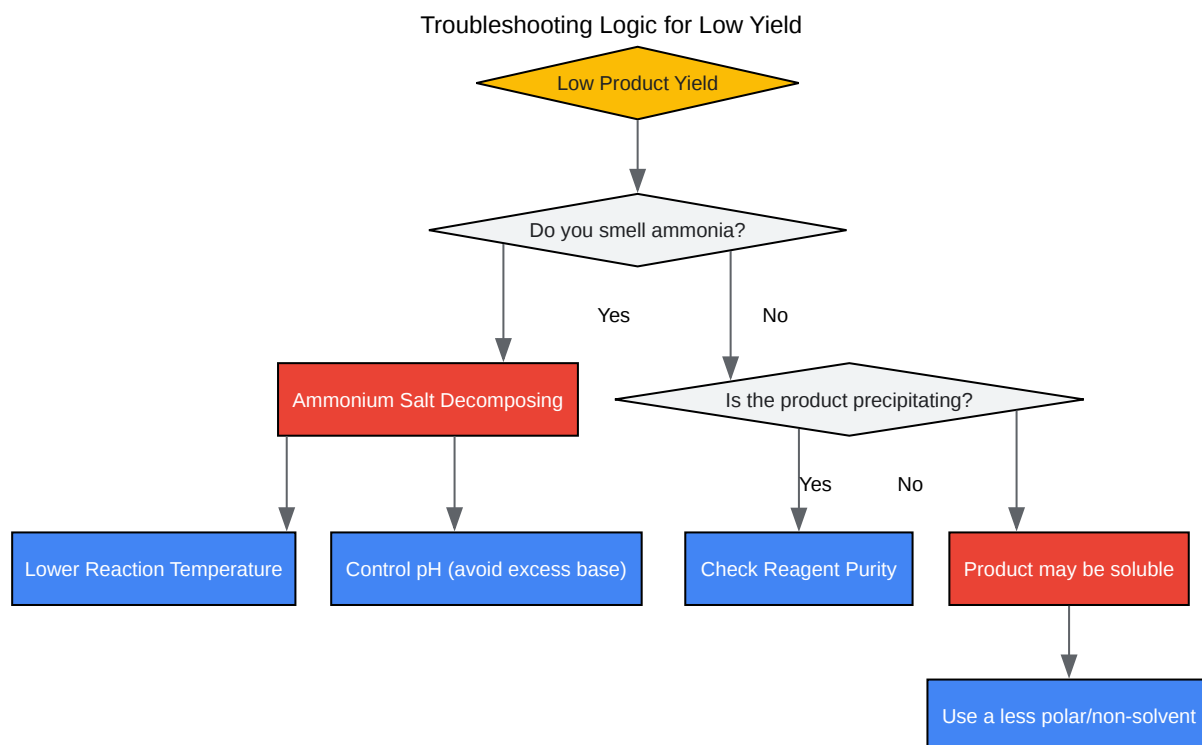 Troubleshooting Logic for Low Yield
Low Product Yield
Do you smell ammonia?
Yes
No
Ammonium Salt Decomposing
Is the product precipitating?
Yes
No
Lower Reaction Temperature
Control pH (avoid excess base)
Check Reagent Purity
Product may be soluble
Use a less polar/non-solvent